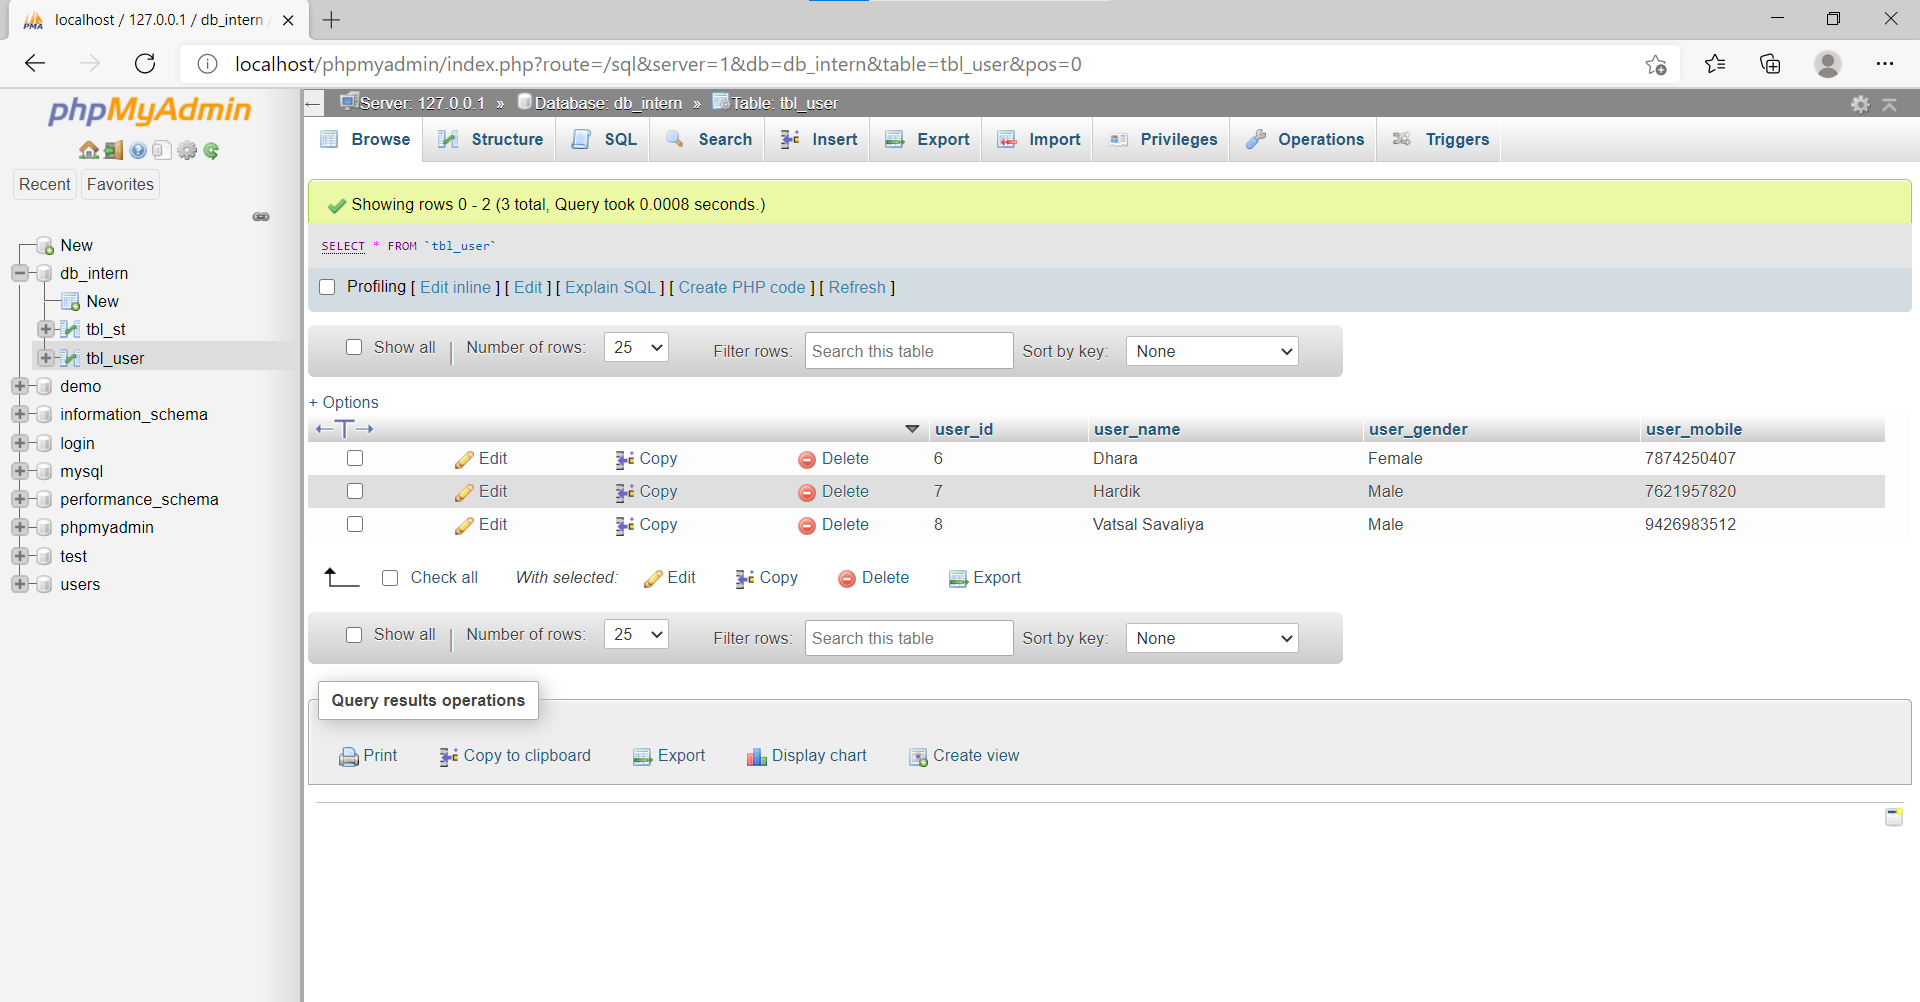 localhost / 127.0.0.1 / db_intern
localhost/phpmyadmin/index.php?route=/sql&server=1&db=db_intern&table=tbl_user&pos=0
phpMyAdmin
Recent Favorites
New
db_intern
New
tbl_st
tbl_user
demo
information_schema
login
mysql
performance_schema
phpmyadmin
test
users
Server: 127.0.0.1 » Database: db_intern » Table: tbl_user
Browse Structure SQL Search Insert Export Import Privileges Operations Triggers
Showing rows 0 - 2 (3 total, Query took 0.0008 seconds.)
SELECT * FROM `tbl_user`
Profiling [ Edit inline ] [ Edit ] [ Explain SQL ] [ Create PHP code ] [ Refresh ]
Show all | Number of rows: 25 Filter rows: Search this table Sort by key: None
+ Options
←T→ user_id user_name user_gender user_mobile
Edit Copy Delete 6 Dhara Female 7874250407
Edit Copy Delete 7 Hardik Male 7621957820
Edit Copy Delete 8 Vatsal Savaliya Male 9426983512
Check all With selected: Edit Copy Delete Export
Show all | Number of rows: 25 Filter rows: Search this table Sort by key: None
Query results operations
Print Copy to clipboard Export Display chart Create view